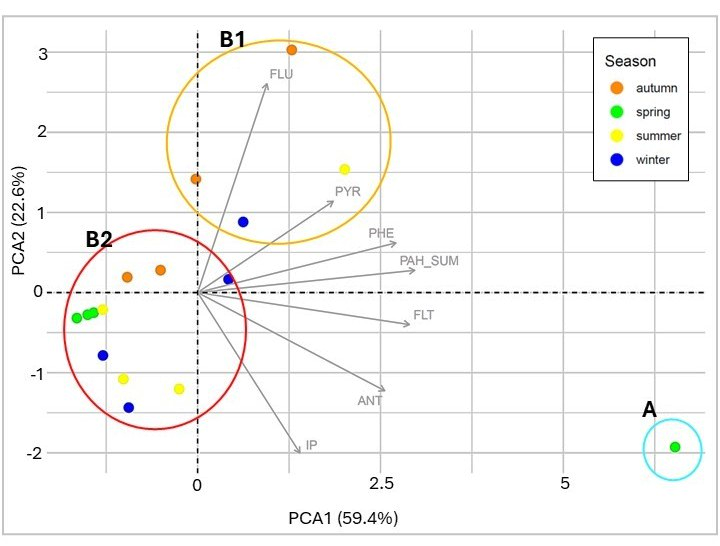 B1
3
FLU
Season
autumn
spring
summer
winter
2
PYR
1
PHE
B2
PAH_SUM
0
FLT
-1
ANT
A
IP
-2
0
2.5
5
PCA1 (59.4%)
PCA2 (22.6%)